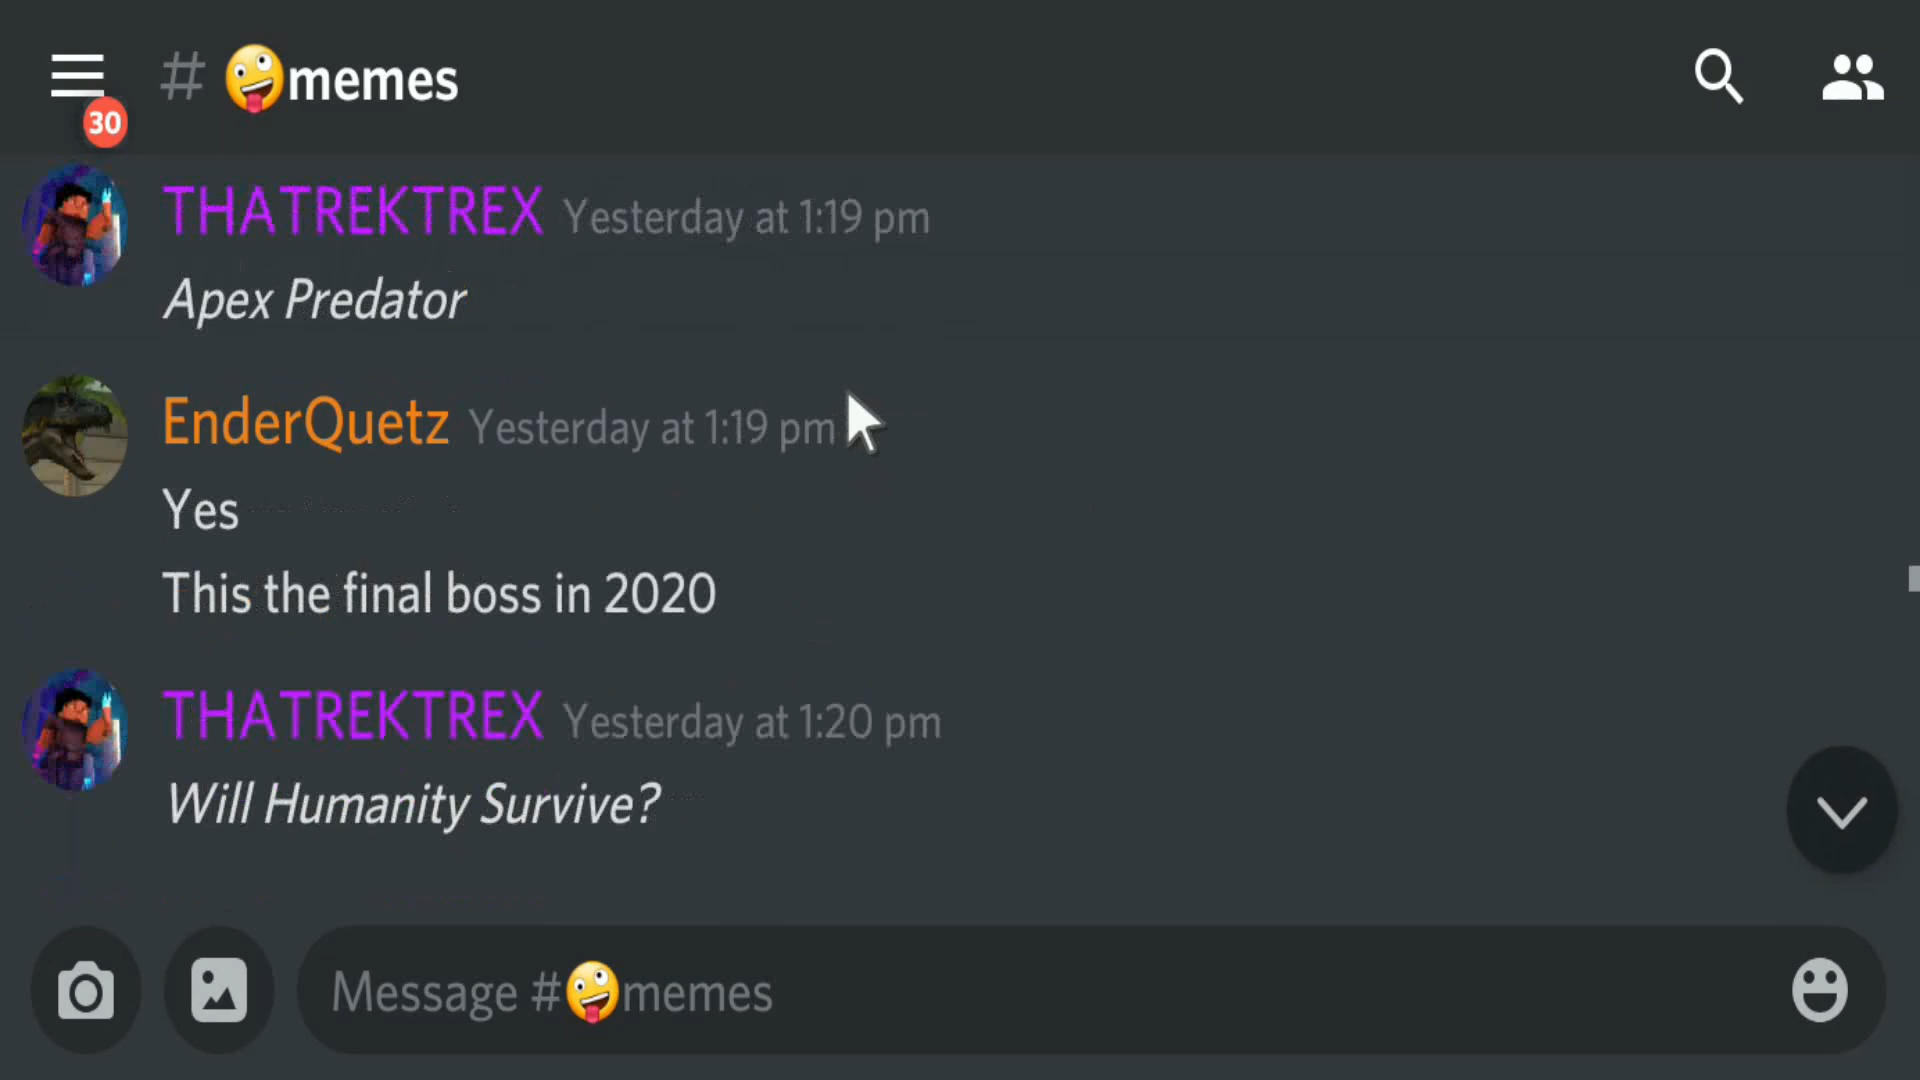 # 🤪memes
30
THATREKTREX Yesterday at 1:19 pm
Apex Predator
EnderQuetz Yesterday at 1:19 pm
Yes
This the final boss in 2020
THATREKTREX Yesterday at 1:20 pm
Will Humanity Survive?
Message #🤪memes